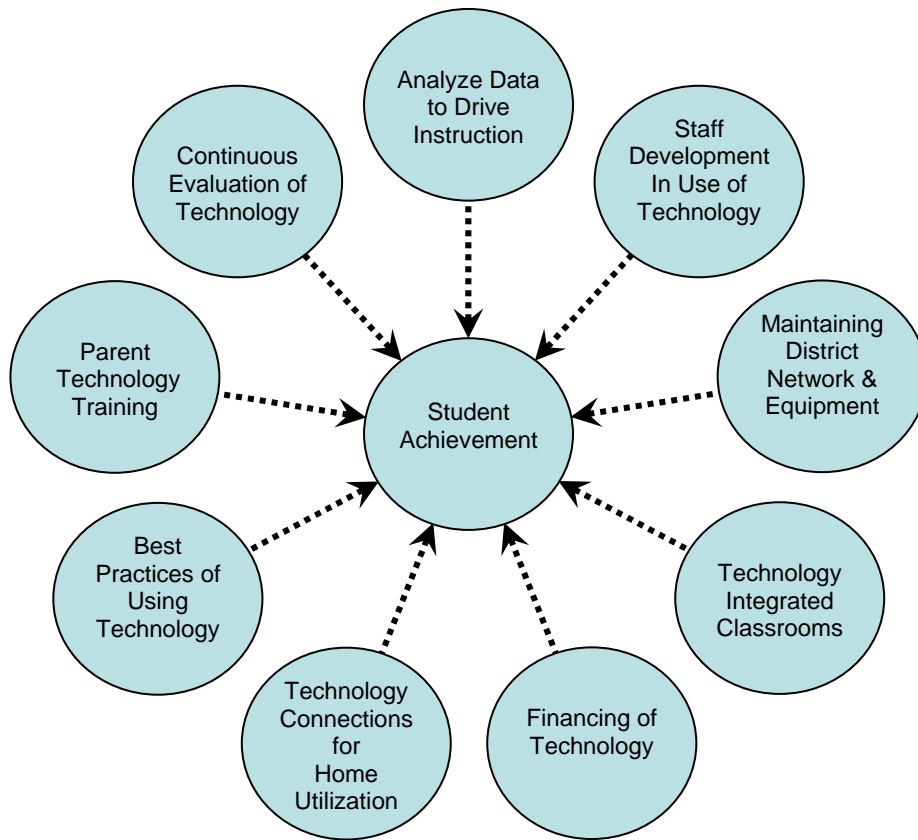 Analyze Data
to Drive
Instruction
Staff
Development
In Use of
Technology
Maintaining
District
Network &
Equipment
Technology
Integrated
Classrooms
Financing of
Technology
Technology
Connections
for
Home
Utilization
Best
Practices of
Using
Technology
Parent
Technology
Training
Continuous
Evaluation of
Technology
Student
Achievement